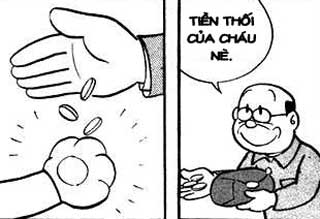 TIỀN THỐI
CỦA CHÁU
NÈ.